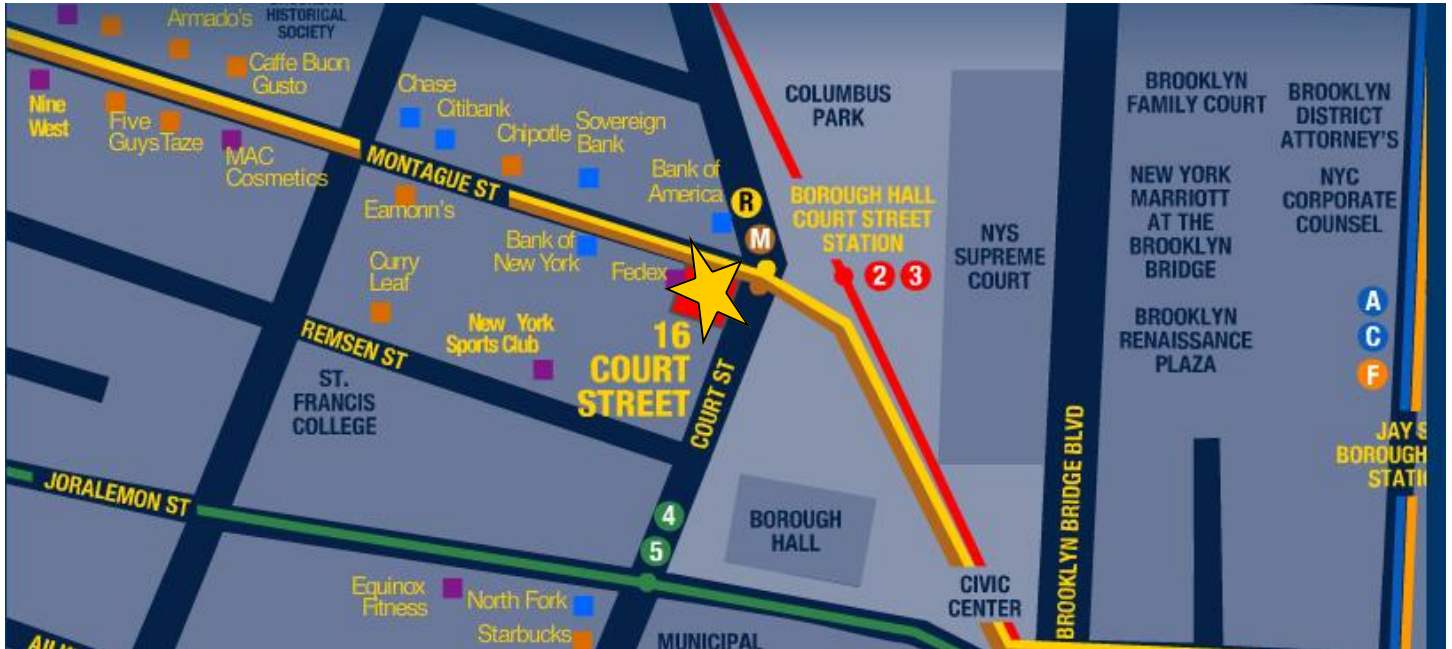 HISTORICAL
SOCIETY
Armado's
Caffe Buon
Gusto
Nine
West
Five
Guys
Taze
MAC
Cosmetics
Chase
Citibank
Chipotle
Sovereign
Bank
Bank of
America
MONTAGUE ST
Eamonn's
Bank of
New York
Fedex
R
M
COLUMBUS
PARK
BOROUGH HALL
COURT STREET
STATION
2 3
NYS
SUPREME
COURT
BROOKLYN
FAMILY COURT
BROOKLYN
DISTRICT
ATTORNEY'S
NEW YORK
MARRIOTT
AT THE
BROOKLYN
BRIDGE
NYC
CORPORATE
COUNSEL
BROOKLYN
RENAISSANCE
PLAZA
A
C
F
JAY S
BOROUGH
STATI
Curry
Leaf
New York
Sports Club
REMSEN ST
16
COURT
STREET
COURT ST
ST.
FRANCIS
COLLEGE
JORALEMON ST
4
5
BOROUGH
HALL
BROOKLYN BRIDGE BLVD
CIVIC
CENTER
Equinox
Fitness
North Fork
Starbucks
MUNICIPAL